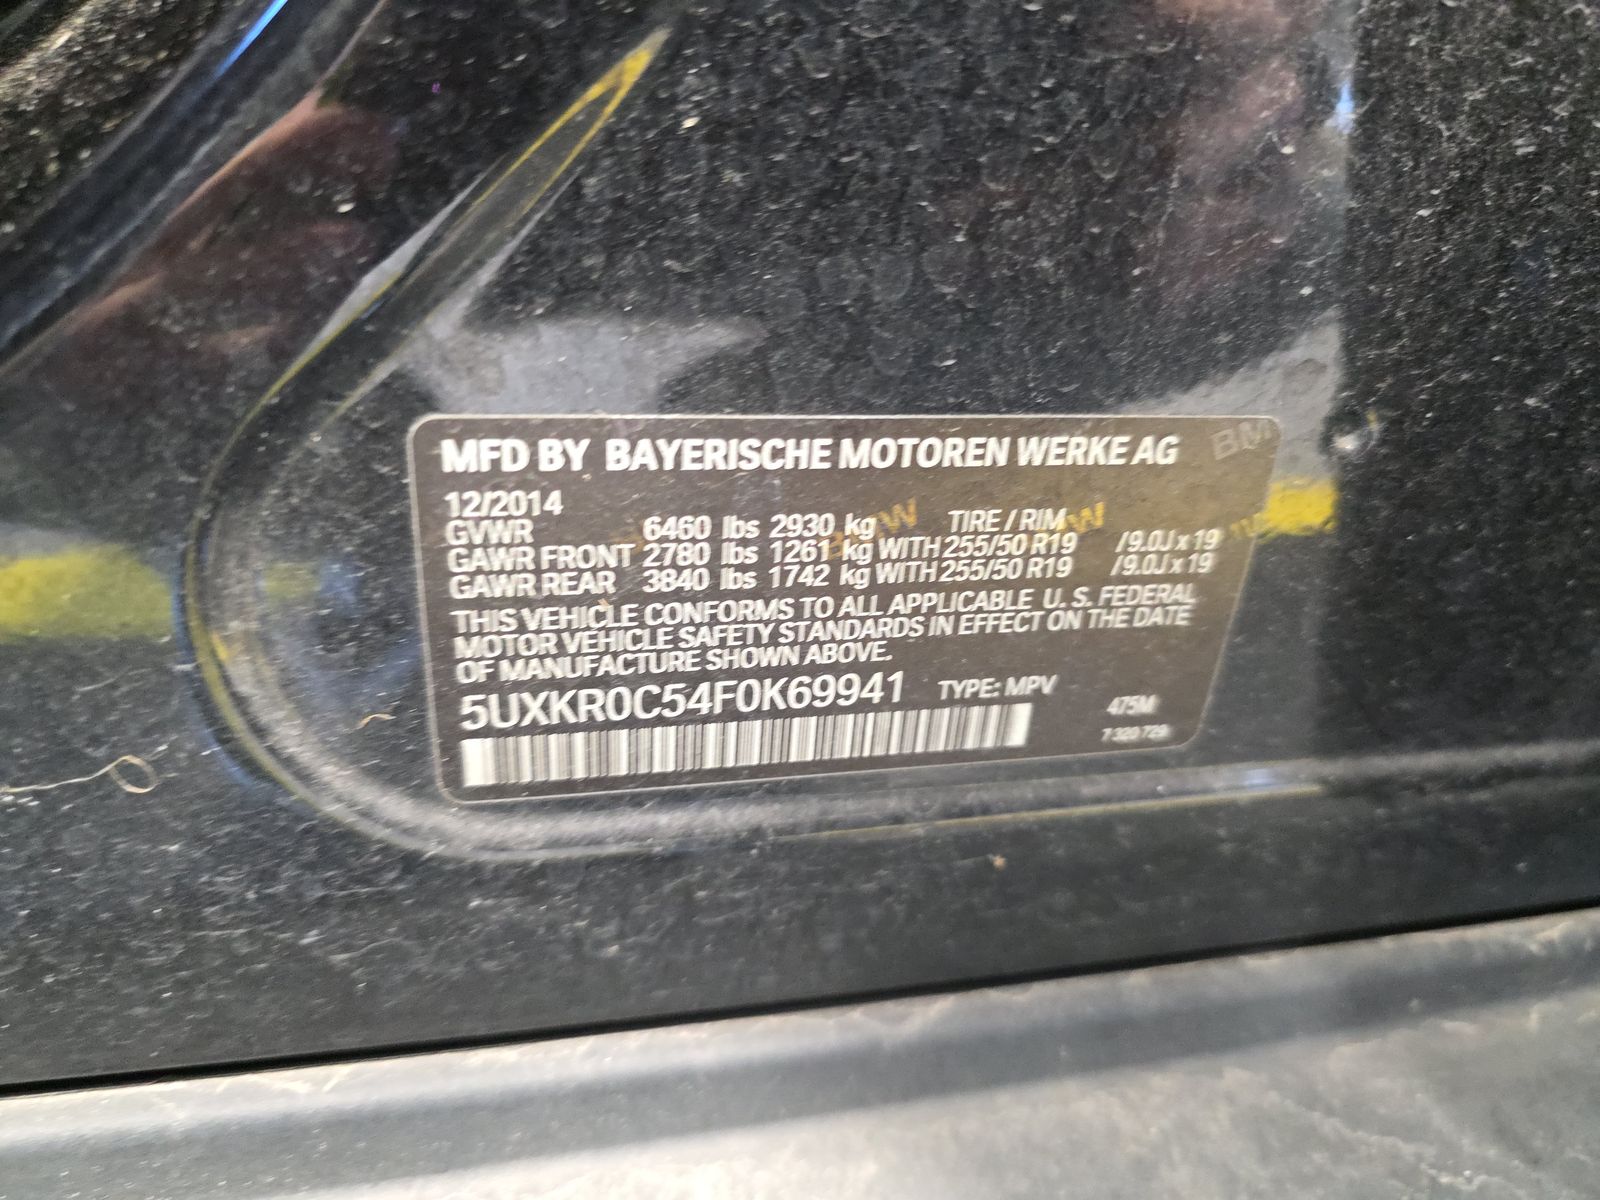 MFD BY BAYERISCHE MOTOREN WERKE AG
12/2014
GVWR 6460 lbs 2930 kg TIRE / RIM
GAWR FRONT 2780 lbs 1261 kg WITH 255/50 R19 /9.0J x 19
GAWR REAR 3840 lbs 1742 kg WITH 255/50 R19 /9.0J x 19
THIS VEHICLE CONFORMS TO ALL APPLICABLE U. S. FEDERAL
MOTOR VEHICLE SAFETY STANDARDS IN EFFECT ON THE DATE
OF MANUFACTURE SHOWN ABOVE.
5UXKR0C54F0K69941 TYPE: MPV
475M
7 320 729